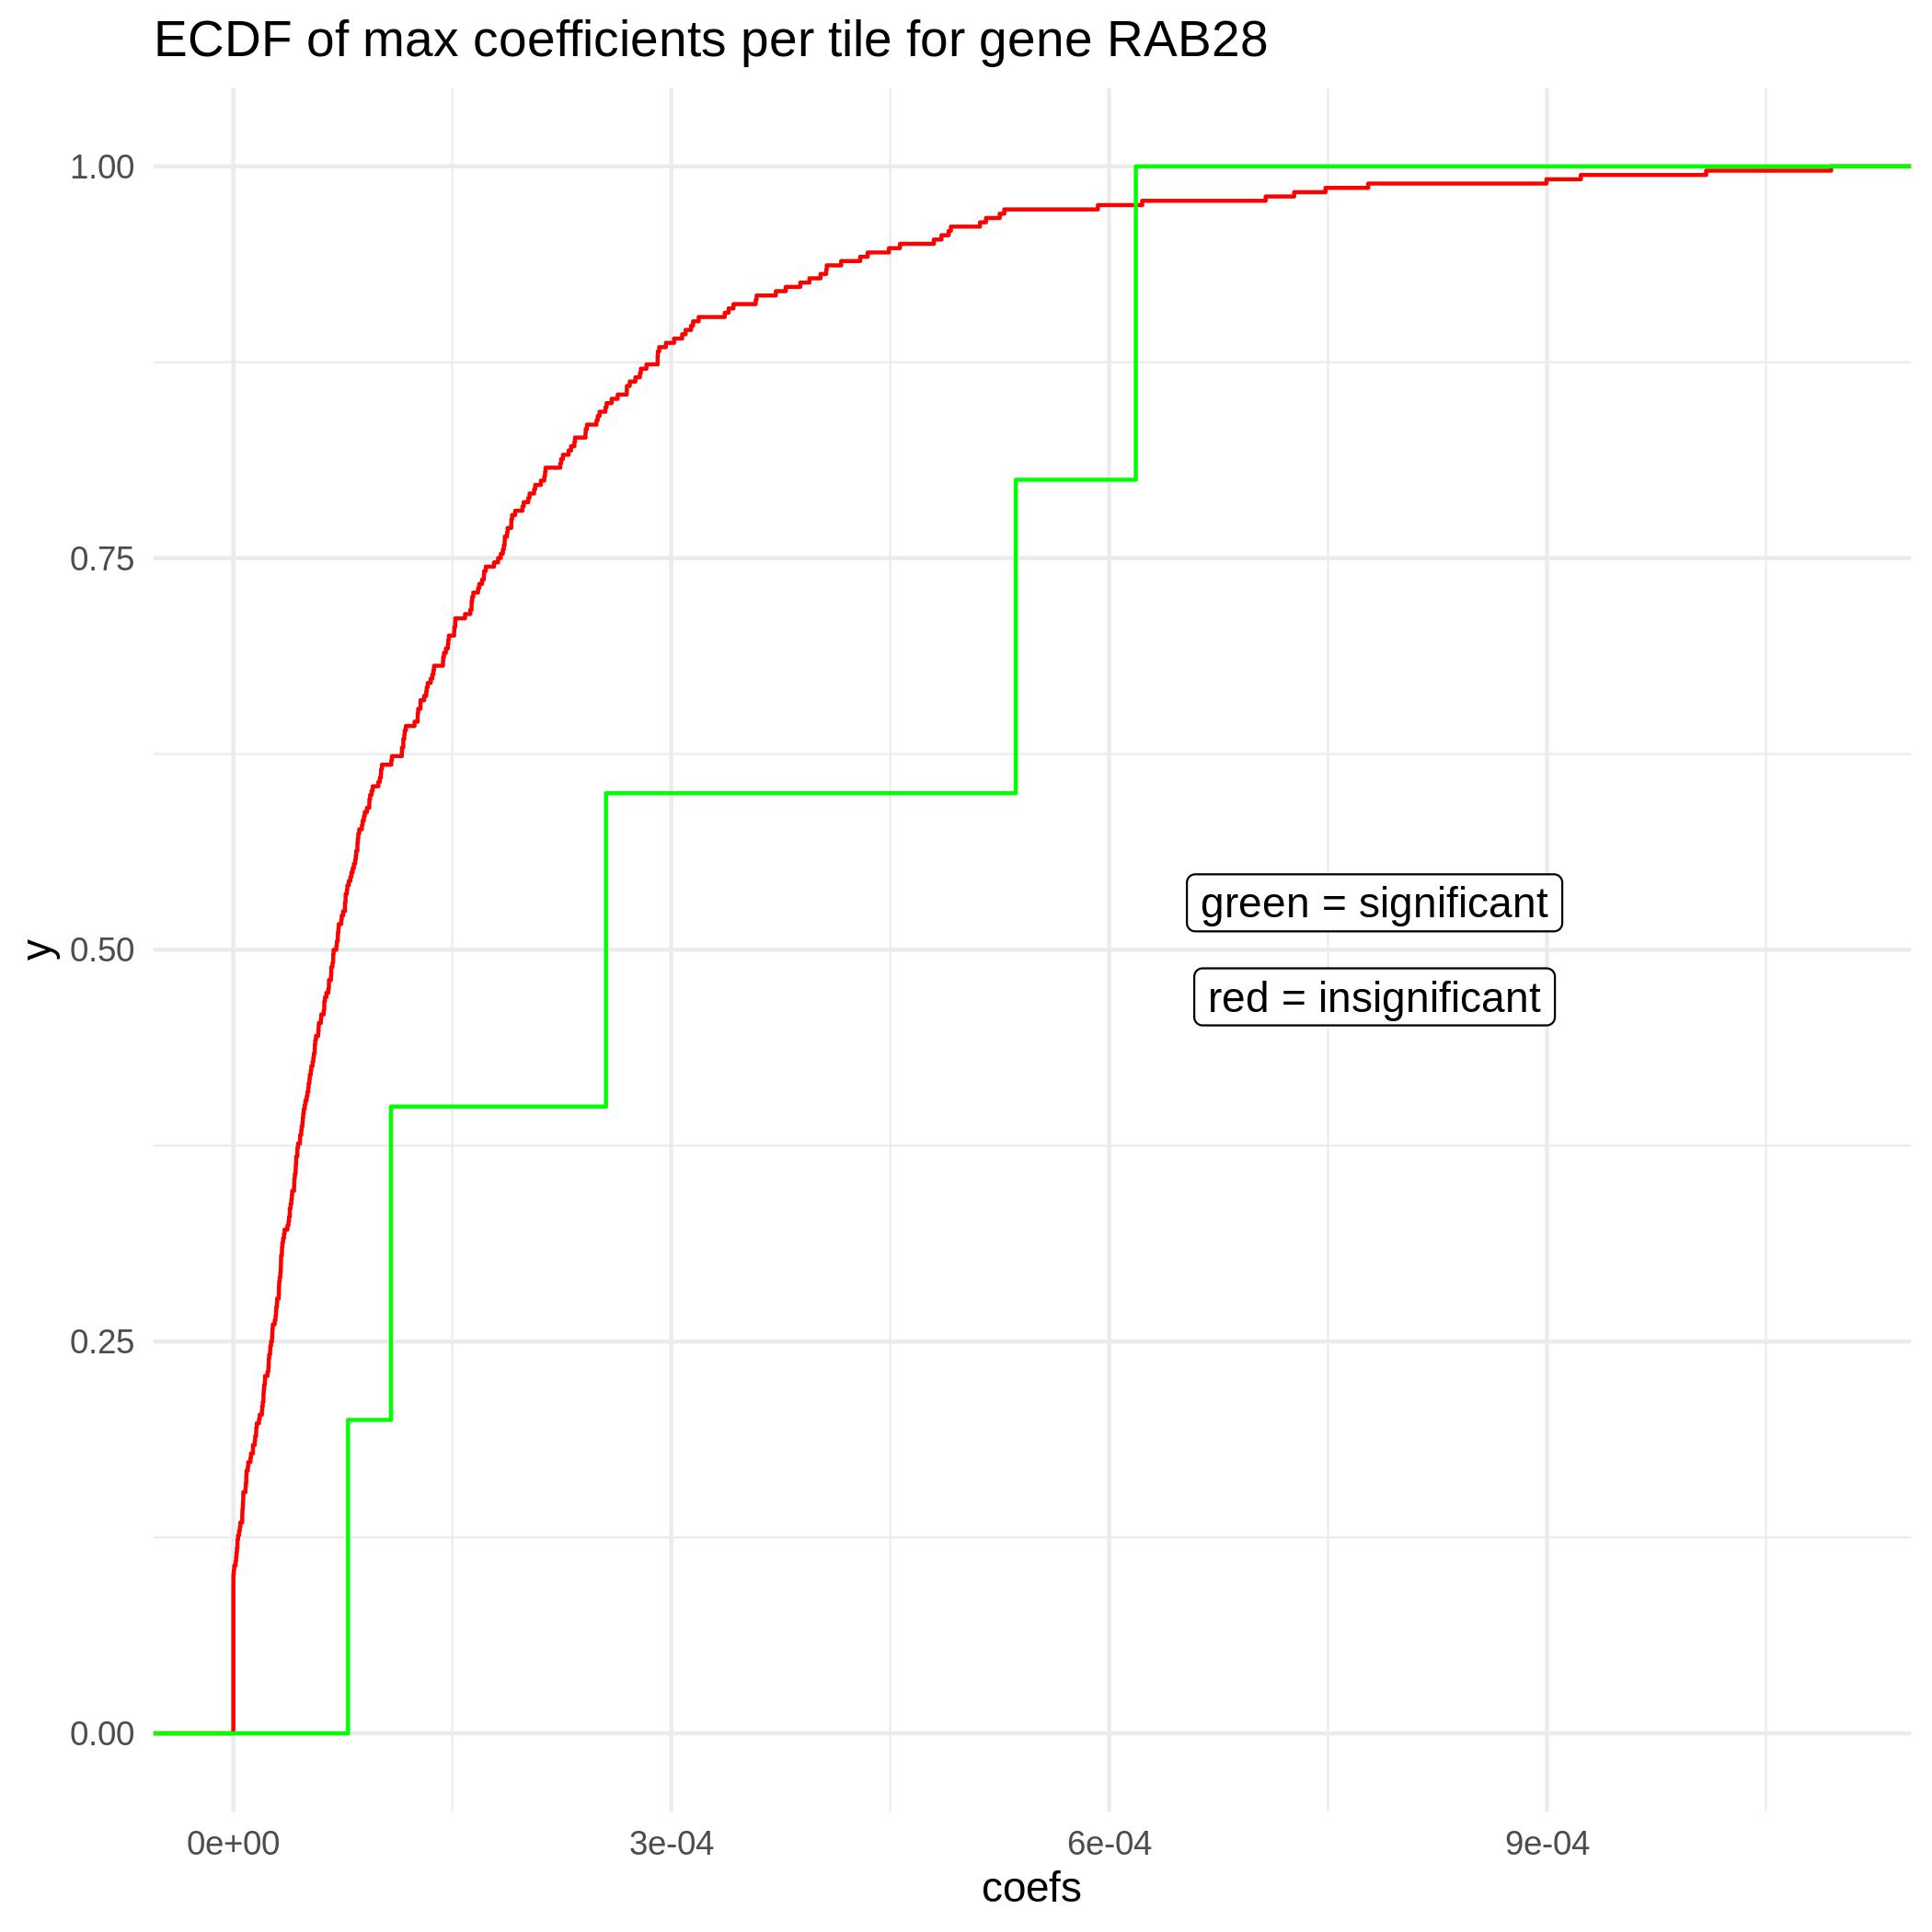 ECDF of max coefficients per tile for gene RAB28
1.00
0.75
0.50
0.25
0.00
y
green = significant
red = insignificant
0e+00 3e-04 6e-04 9e-04
coefs